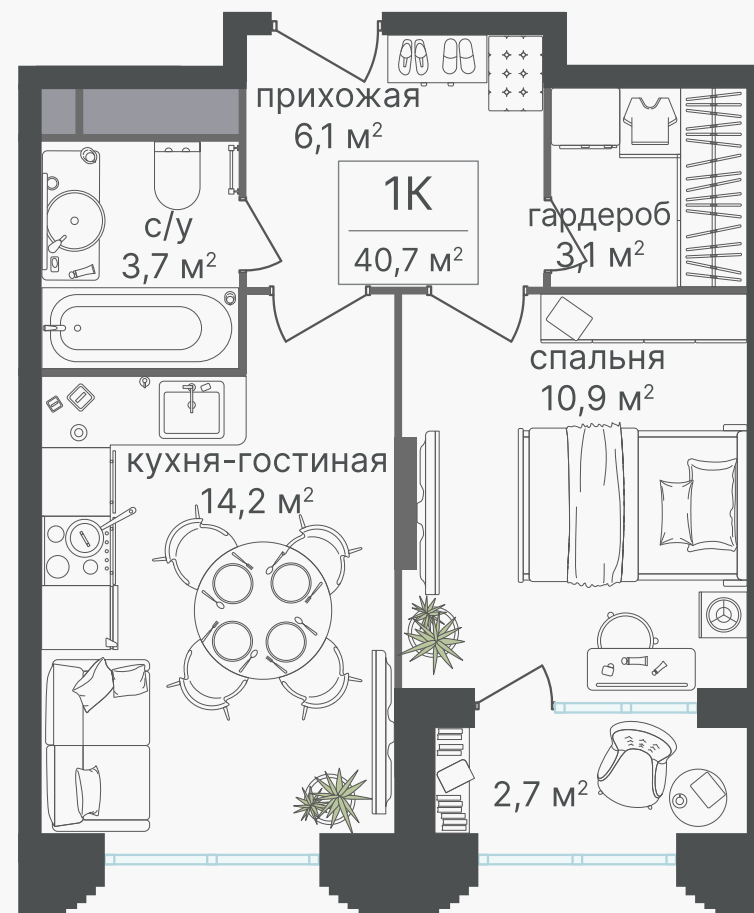 прихожая
6,1 м²
1К
40,7 м²
гардероб
3,1 м²
с/у
3,7 м²
спальня
10,9 м²
кухня-гостиная
14,2 м²
2,7 м²